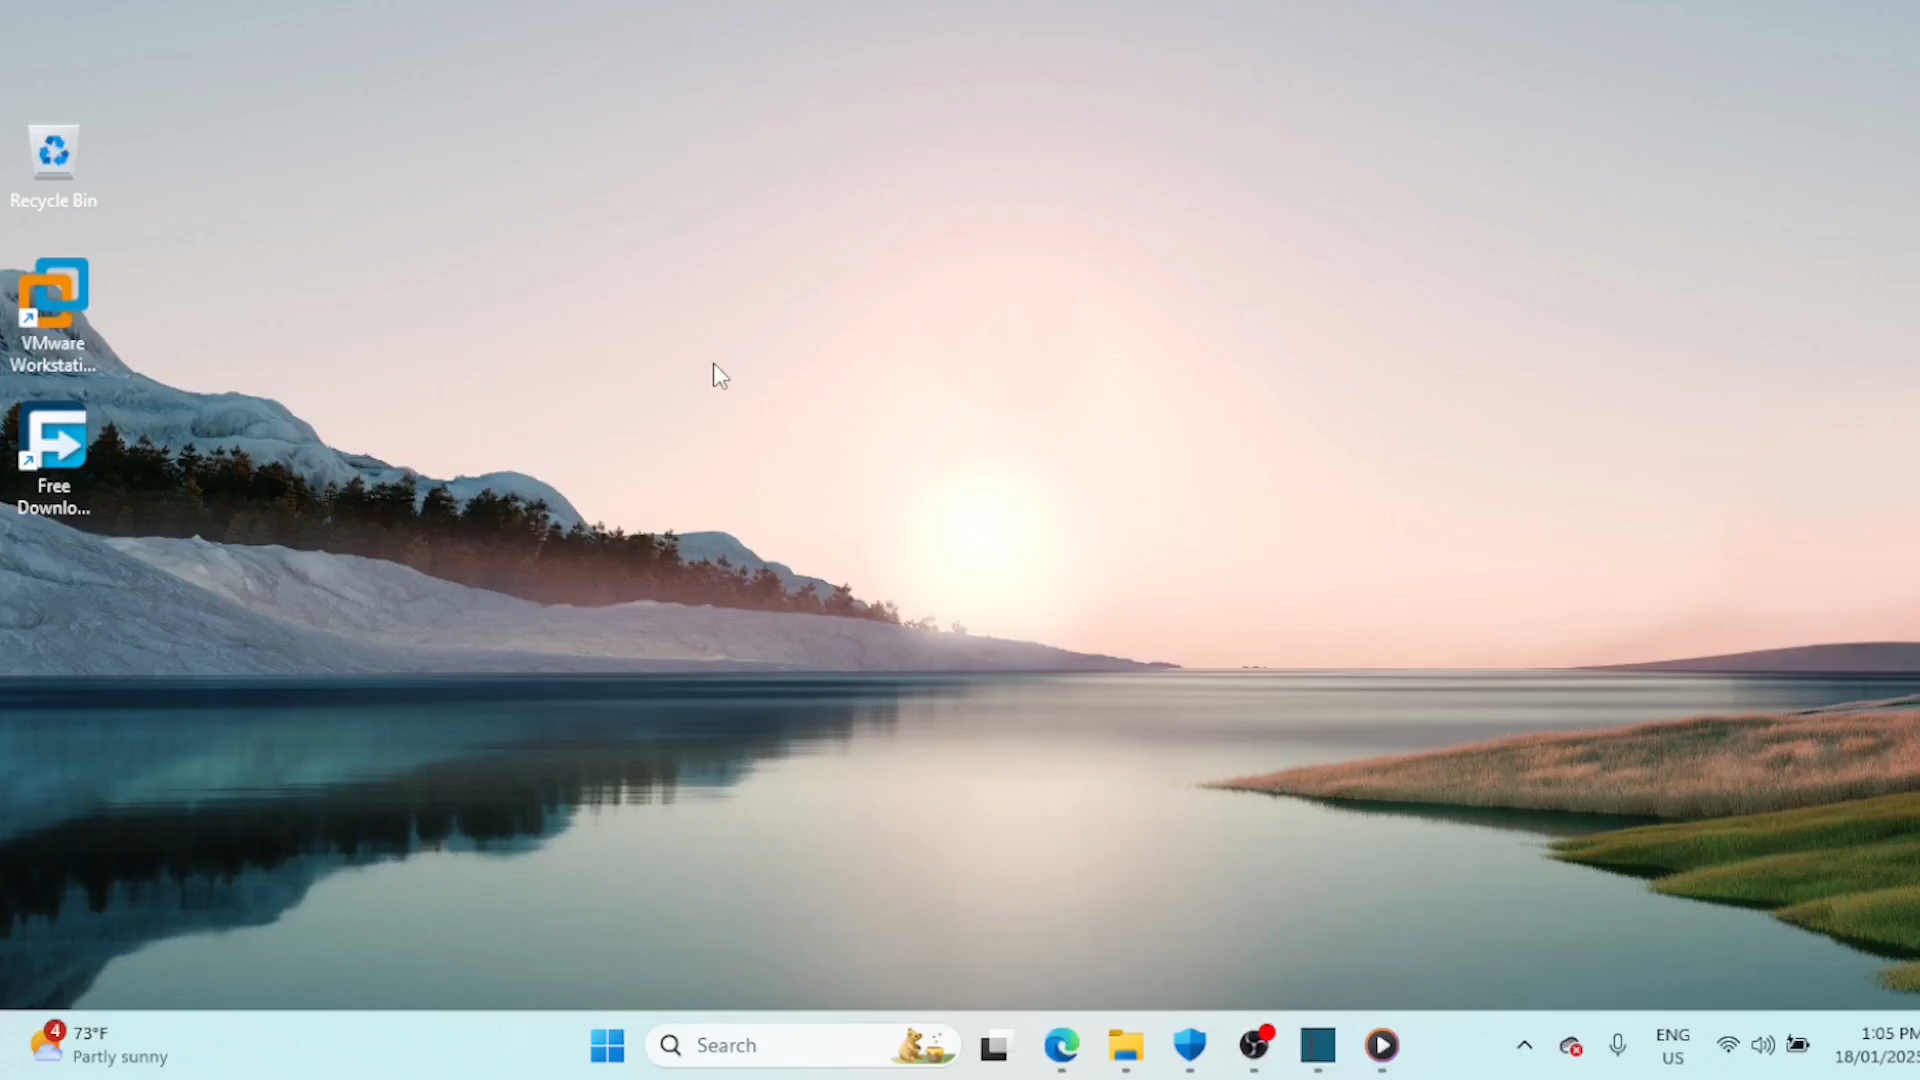 Recycle Bin
VMware
Workstati...
Free
Downlo...
4
73°F
Partly sunny
Search
ENG
US
1:05 PM
18/01/2025